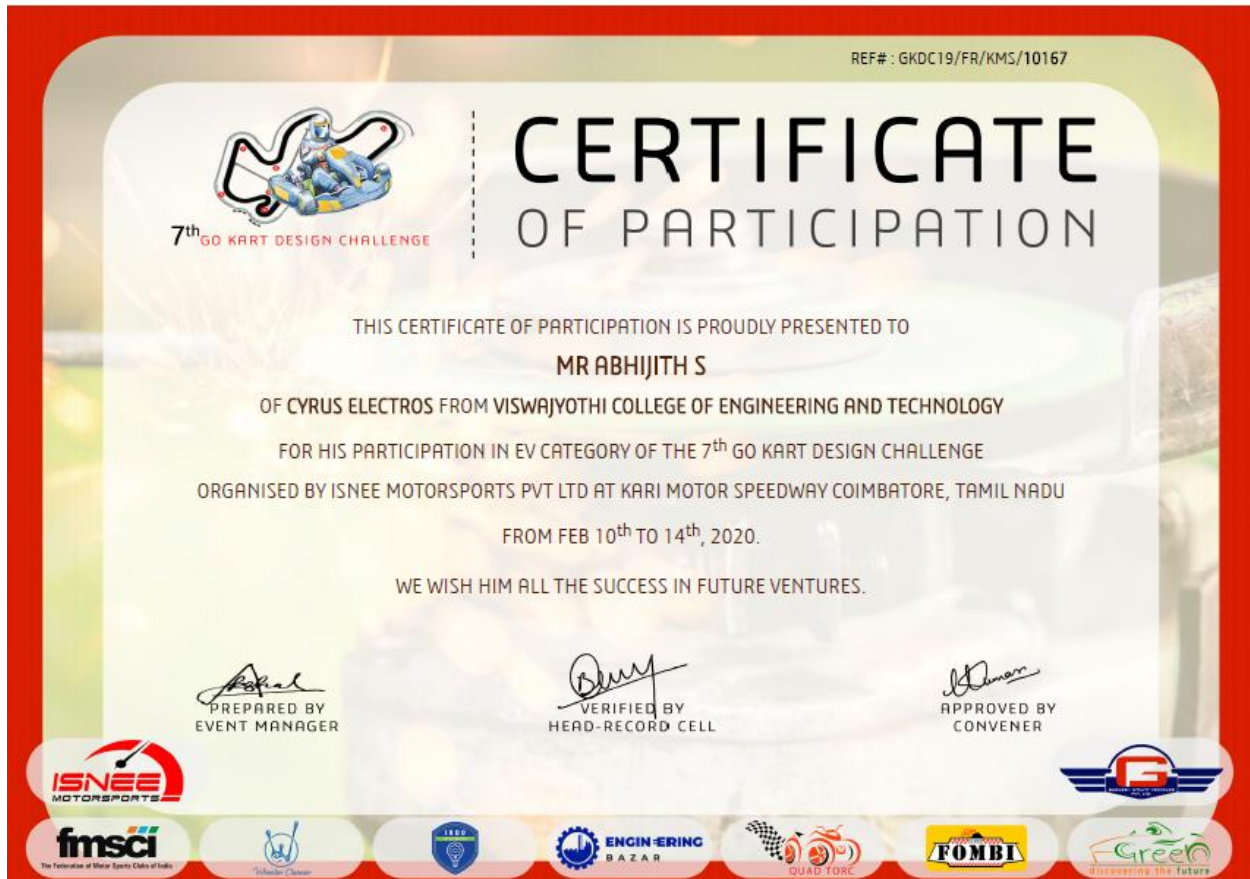 REF# : GKDC19/FR/KMS/10167
CERTIFICATE
OF PARTICIPATION
7th GO KART DESIGN CHALLENGE
THIS CERTIFICATE OF PARTICIPATION IS PROUDLY PRESENTED TO
MR ABHIJITH S
OF CYRUS ELECTROS FROM VISWAJYOTHI COLLEGE OF ENGINEERING AND TECHNOLOGY
FOR HIS PARTICIPATION IN EV CATEGORY OF THE 7th GO KART DESIGN CHALLENGE
ORGANISED BY ISNEE MOTORSPORTS PVT LTD AT KARI MOTOR SPEEDWAY COIMBATORE, TAMIL NADU
FROM FEB 10th TO 14th, 2020.
WE WISH HIM ALL THE SUCCESS IN FUTURE VENTURES.
PREPARED BY
EVENT MANAGER
VERIFIED BY
HEAD-RECORD CELL
APPROVED BY
CONVENER
ISNEE
MOTORSPORTS
G
fmsci
The Federation of Motor Sports Clubs of India
ENGINEERING
BAZAR
QUAD TORC
FOMBI
Green
discovering the future